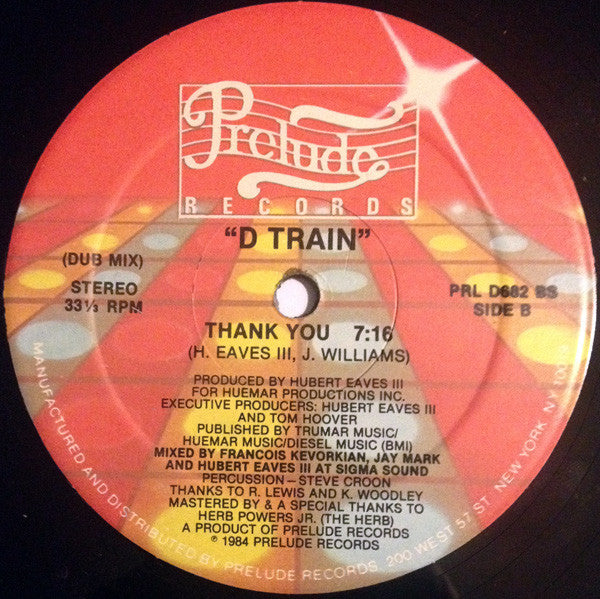 Prelude
RECORDS
"D TRAIN"
(DUB MIX)
STEREO
33⅓ RPM
PRL D682 BS
SIDE B
THANK YOU 7:16
(H. EAVES III, J. WILLIAMS)
PRODUCED BY HUBERT EAVES III
FOR HUEMAR PRODUCTIONS INC.
EXECUTIVE PRODUCERS: HUBERT EAVES III
AND TOM HOOVER
PUBLISHED BY TRUMAR MUSIC/
HUEMAR MUSIC/DIESEL MUSIC (BMI)
MIXED BY FRANCOIS KEVORKIAN, JAY MARK
AND HUBERT EAVES III AT SIGMA SOUND
PERCUSSION—STEVE CROON
THANKS TO R. LEWIS AND K. WOODLEY
MASTERED BY & A SPECIAL THANKS TO
HERB POWERS JR. (THE HERB)
A PRODUCT OF PRELUDE RECORDS
℗ 1984 PRELUDE RECORDS
MANUFACTURED AND DISTRIBUTED BY PRELUDE RECORDS, 200 WEST 57 ST. NEW YORK, NY